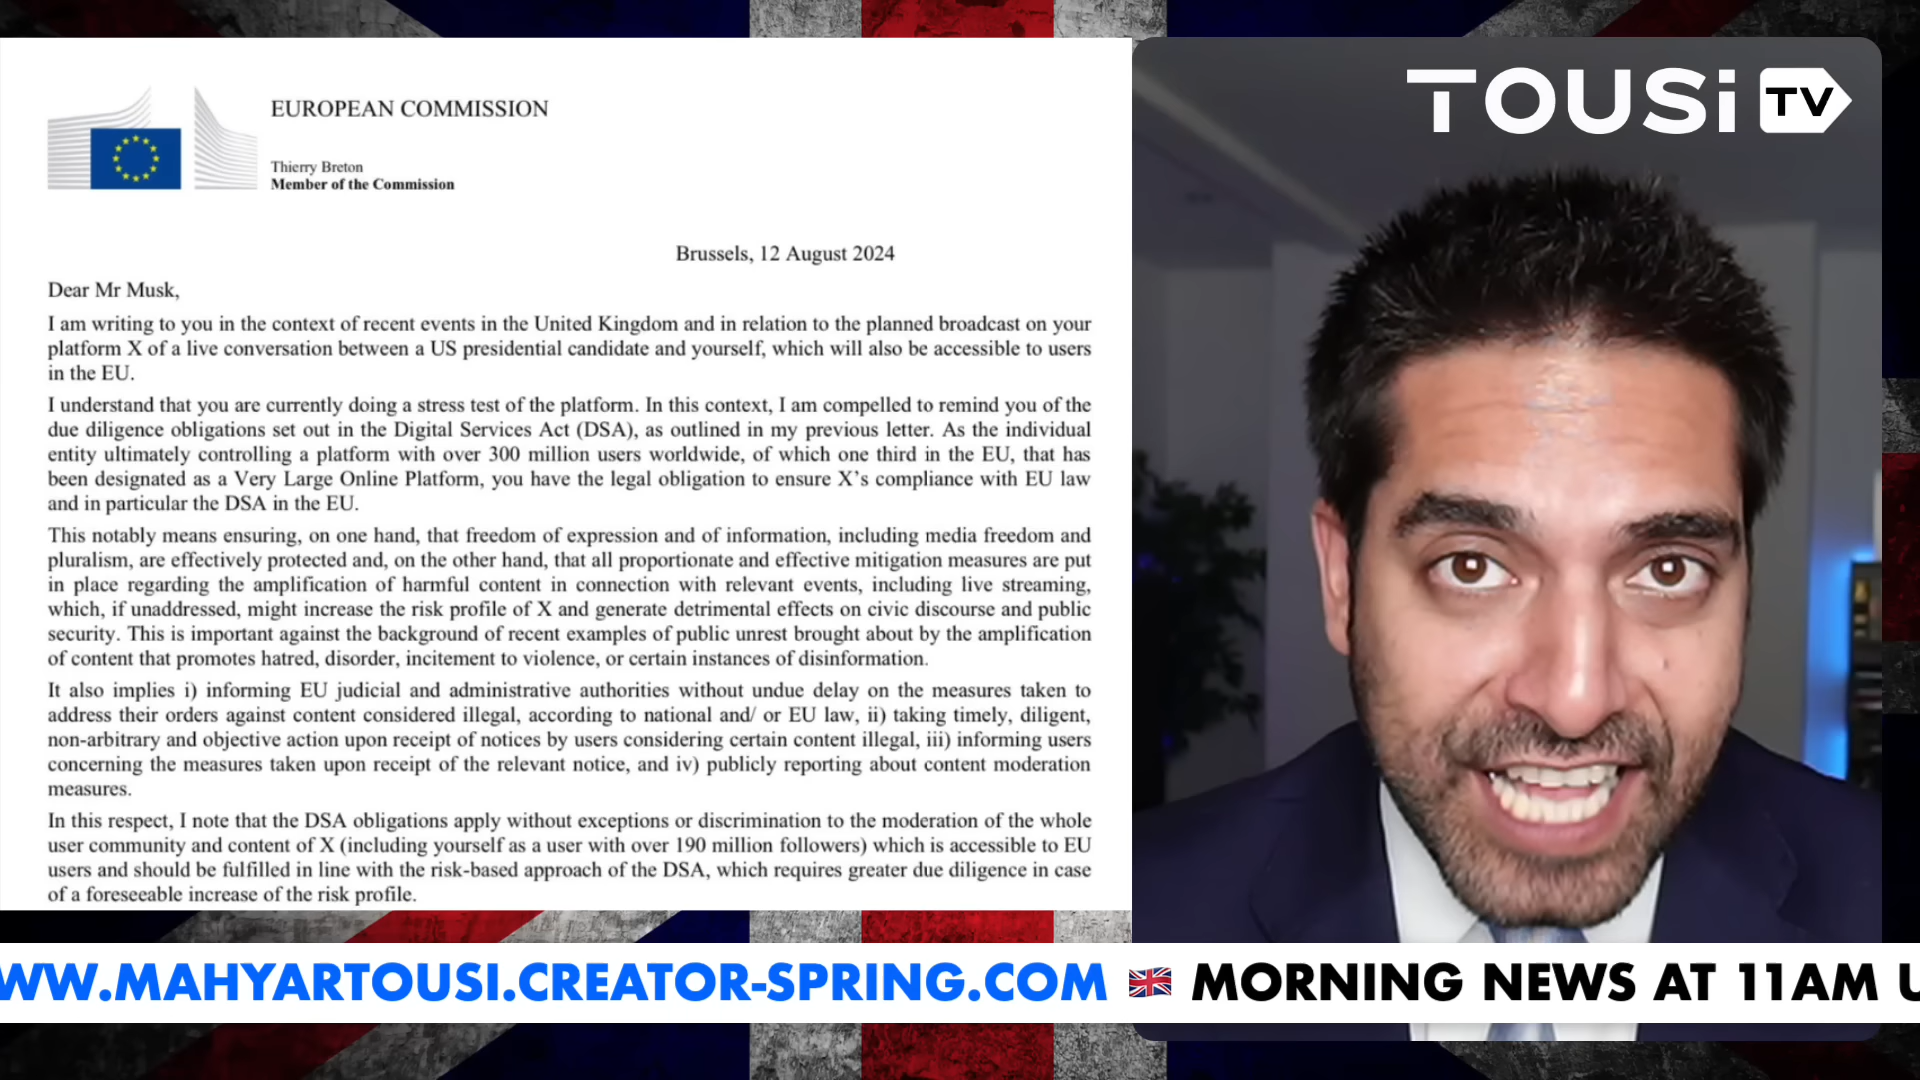 EUROPEAN COMMISSION
Thierry Breton
Member of the Commission
Brussels, 12 August 2024
Dear Mr Musk,
I am writing to you in the context of recent events in the United Kingdom and in relation to the planned broadcast on your
platform X of a live conversation between a US presidential candidate and yourself, which will also be accessible to users
in the EU.
I understand that you are currently doing a stress test of the platform. In this context, I am compelled to remind you of the
due diligence obligations set out in the Digital Services Act (DSA), as outlined in my previous letter. As the individual
entity ultimately controlling a platform with over 300 million users worldwide, of which one third in the EU, that has
been designated as a Very Large Online Platform, you have the legal obligation to ensure X's compliance with EU law
and in particular the DSA in the EU.
This notably means ensuring, on one hand, that freedom of expression and of information, including media freedom and
pluralism, are effectively protected and, on the other hand, that all proportionate and effective mitigation measures are put
in place regarding the amplification of harmful content in connection with relevant events, including live streaming,
which, if unaddressed, might increase the risk profile of X and generate detrimental effects on civic discourse and public
security. This is important against the background of recent examples of public unrest brought about by the amplification
of content that promotes hatred, disorder, incitement to violence, or certain instances of disinformation.
It also implies i) informing EU judicial and administrative authorities without undue delay on the measures taken to
address their orders against content considered illegal, according to national and/ or EU law, ii) taking timely, diligent,
non-arbitrary and objective action upon receipt of notices by users considering certain content illegal, iii) informing users
concerning the measures taken upon receipt of the relevant notice, and iv) publicly reporting about content moderation
measures.
In this respect, I note that the DSA obligations apply without exceptions or discrimination to the moderation of the whole
user community and content of X (including yourself as a user with over 190 million followers) which is accessible to EU
users and should be fulfilled in line with the risk-based approach of the DSA, which requires greater due diligence in case
of a foreseeable increase of the risk profile.
TOUSi TV
WW.MAHYARTOUSI.CREATOR-SPRING.COM 🇬🇧 MORNING NEWS AT 11AM U